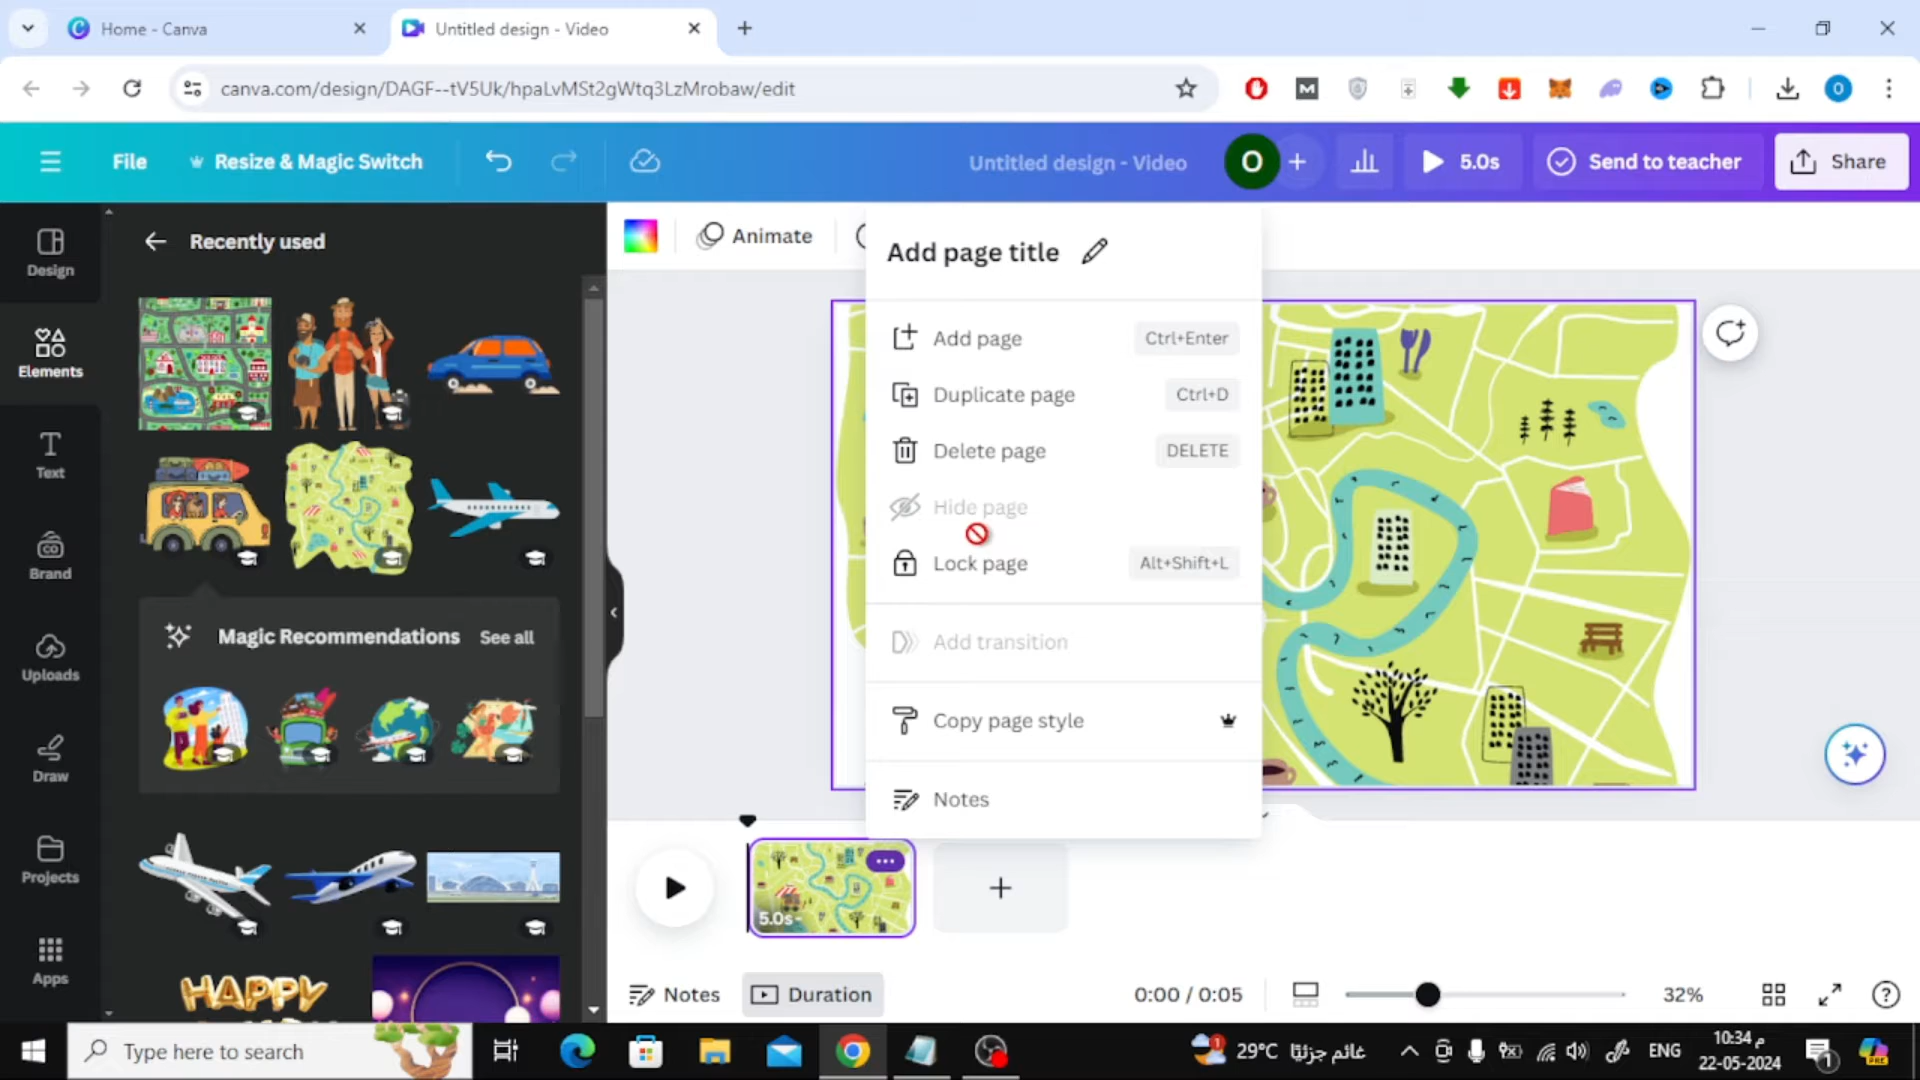 Home - Canva
Untitled design - Video
canva.com/design/DAGF--tV5Uk/hpaLvMSt2gWtq3LzMrobaw/edit
File
Resize & Magic Switch
Untitled design - Video
O
5.0s
Send to teacher
Share
Design
Elements
Text
Brand
Uploads
Draw
Projects
Apps
Recently used
Magic Recommendations
See all
HAPPY
Animate
Add page title
Add page
Ctrl+Enter
Duplicate page
Ctrl+D
Delete page
DELETE
Hide page
Lock page
Alt+Shift+L
Add transition
Copy page style
Notes
5.0s
Notes
Duration
0:00 / 0:05
32%
Type here to search
29°C غائم جزئيًا
ENG
10:34 م
22-05-2024